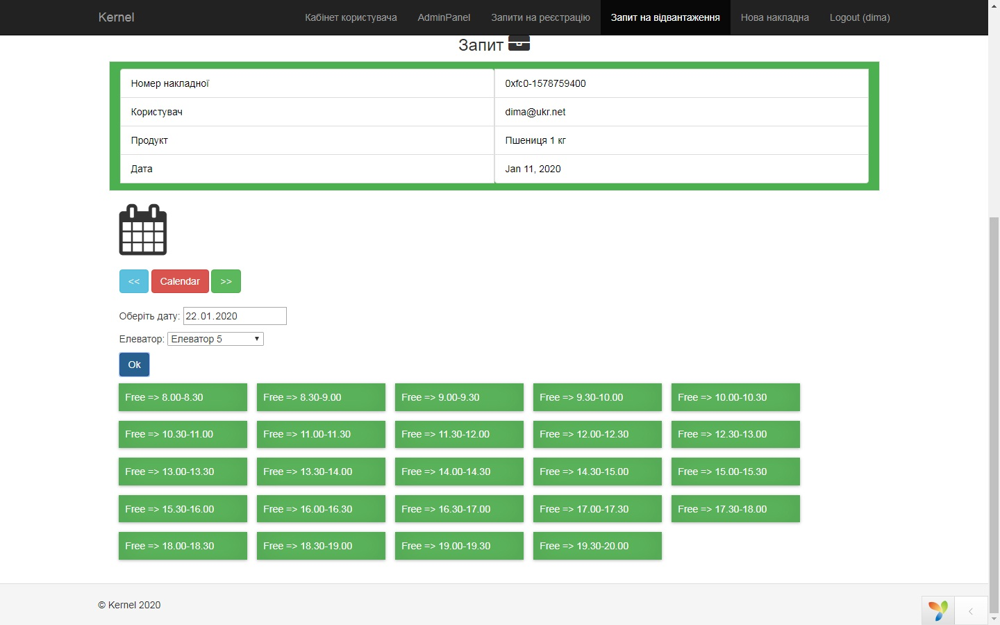 Kernel Кабінет користувача AdminPanel Запити на реєстрацію Запит на відвантаження Нова накладна Logout (dima)
Запит
Номер накладної 0xfc0-1578759400
Користувач dima@ukr.net
Продукт Пшениця 1 кг
Дата Jan 11, 2020
<< Calendar >>
Оберіть дату: 22.01.2020
Елеватор: Елеватор 5
Ok
Free => 8.00-8.30 Free => 8.30-9.00 Free => 9.00-9.30 Free => 9.30-10.00 Free => 10.00-10.30
Free => 10.30-11.00 Free => 11.00-11.30 Free => 11.30-12.00 Free => 12.00-12.30 Free => 12.30-13.00
Free => 13.00-13.30 Free => 13.30-14.00 Free => 14.00-14.30 Free => 14.30-15.00 Free => 15.00-15.30
Free => 15.30-16.00 Free => 16.00-16.30 Free => 16.30-17.00 Free => 17.00-17.30 Free => 17.30-18.00
Free => 18.00-18.30 Free => 18.30-19.00 Free => 19.00-19.30 Free => 19.30-20.00
© Kernel 2020